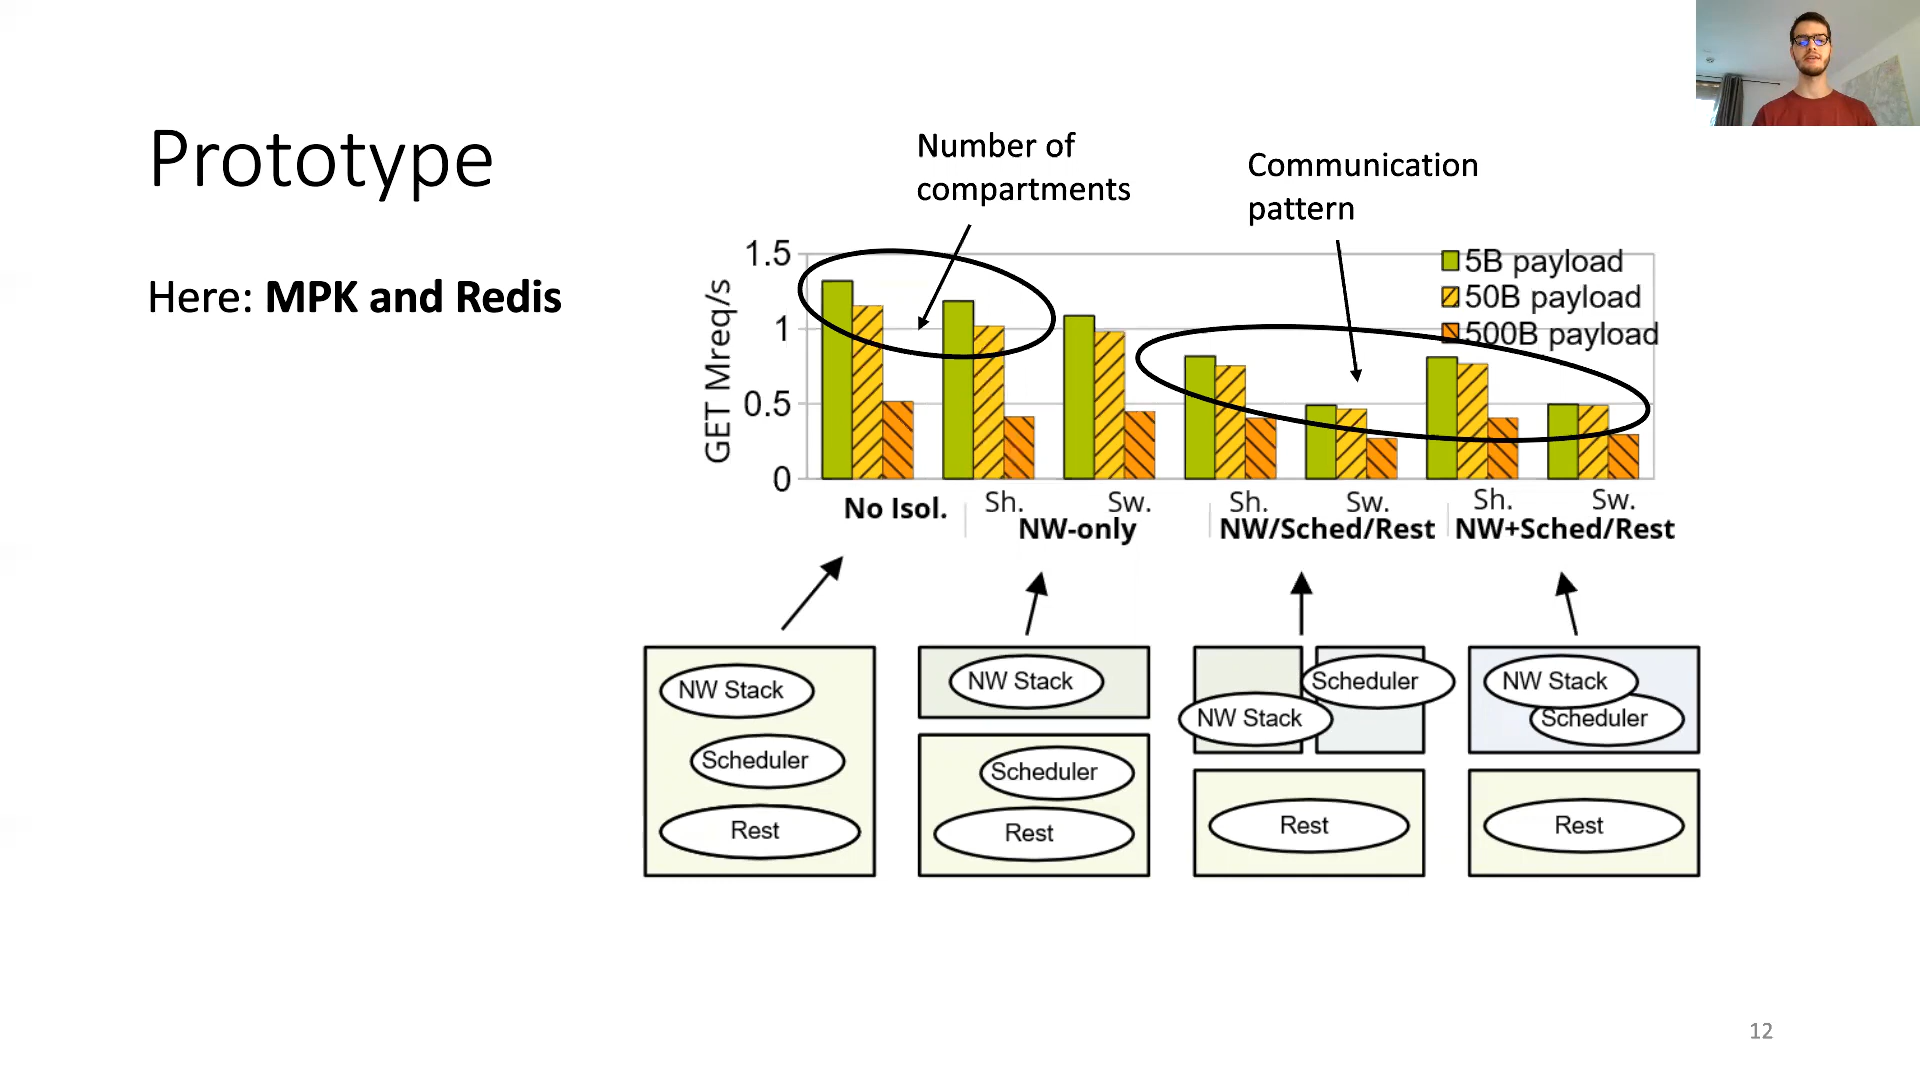 Prototype
Here: MPK and Redis
Number of
compartments
Communication
pattern
GET Mreq/s
1.5
1
0.5
0
5B payload
50B payload
500B payload
No Isol.
Sh. Sw.
NW-only
Sh. Sw.
NW/Sched/Rest
Sh. Sw.
NW+Sched/Rest
NW Stack
Scheduler
Rest
NW Stack
Scheduler
Rest
Scheduler
NW Stack
Rest
NW Stack
Scheduler
Rest
12